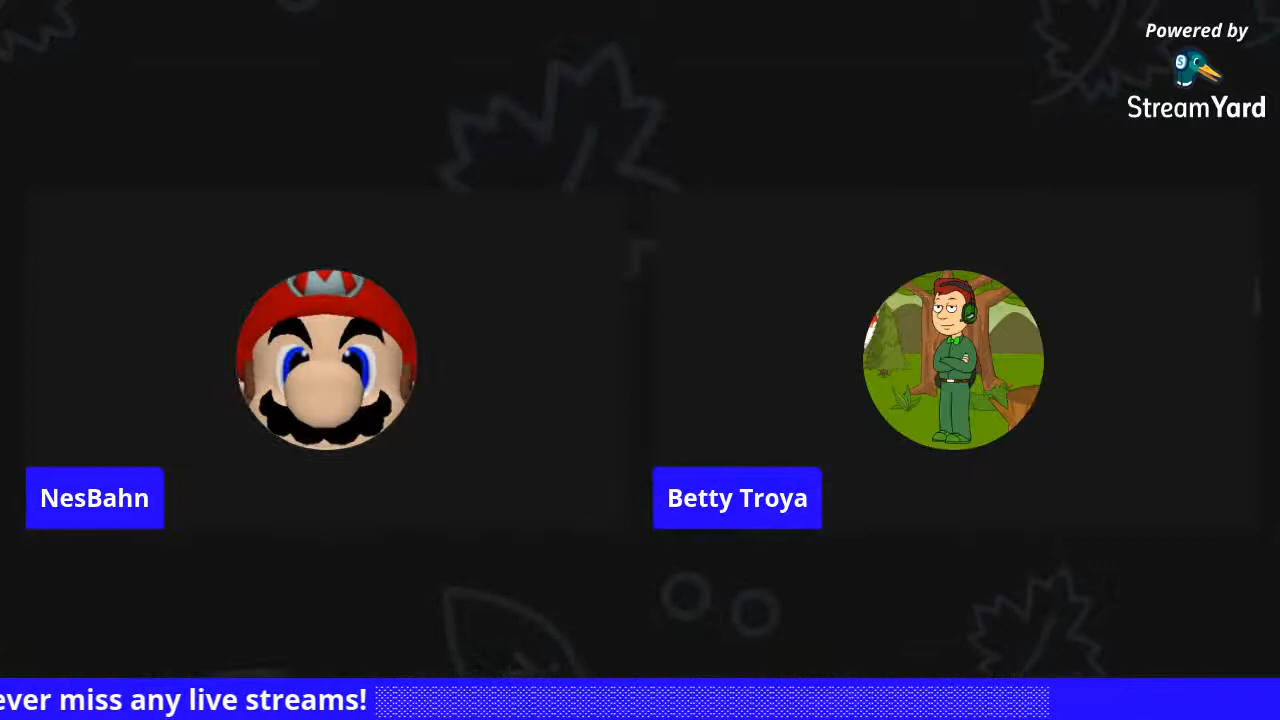 Powered by
StreamYard
NesBahn
Betty Troya
ever miss any live streams!